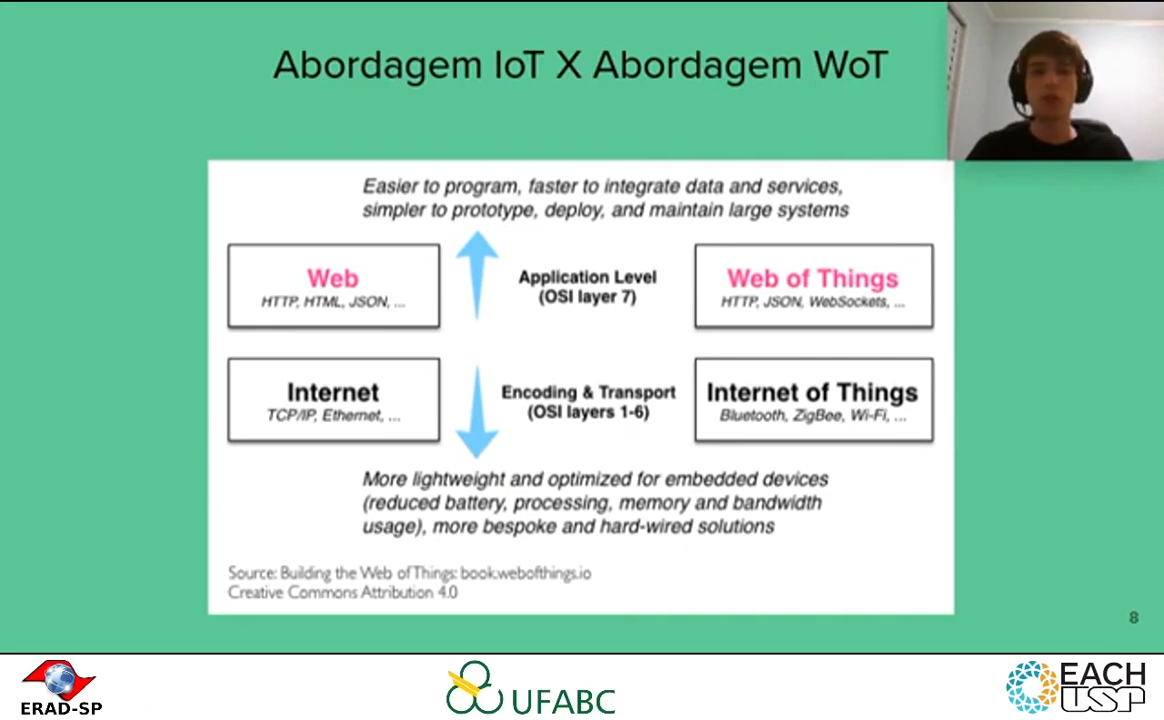 Abordagem IoT X Abordagem WoT
Easier to program, faster to integrate data and services,
simpler to prototype, deploy, and maintain large systems
Web
HTTP, HTML, JSON, ...
Application Level
(OSI layer 7)
Web of Things
HTTP, JSON, WebSockets, ...
Internet
TCP/IP, Ethernet, ...
Encoding & Transport
(OSI layers 1-6)
Internet of Things
Bluetooth, ZigBee, Wi-Fi, ...
More lightweight and optimized for embedded devices
(reduced battery, processing, memory and bandwidth
usage), more bespoke and hard-wired solutions
Source: Building the Web of Things: book.webofthings.io
Creative Commons Attribution 4.0
8
ERAD-SP
UFABC
EACH
USP